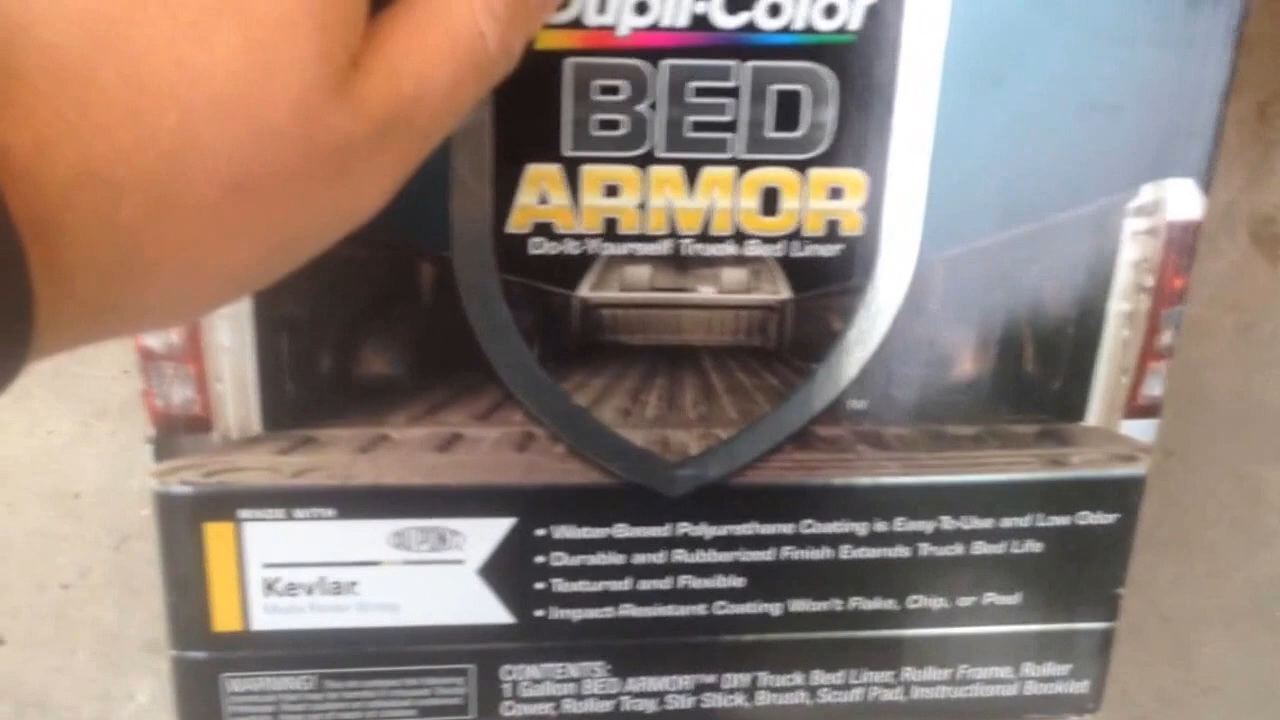 Dupli-Color
BED
ARMOR
Do-It-Yourself Truck Bed Liner
TM
MADE WITH
DUPONT
Kevlar
• Water-Based Polyurethane Coating is Easy-To-Use and Low Odor
• Durable and Rubberized Finish Extends Truck Bed Life
• Textured and Flexible
• Impact-Resistant Coating Won't Flake, Chip, or Peel
WARNING!
CONTENTS:
1 Gallon BED ARMOR™ DIY Truck Bed Liner, Roller Frame, Roller
Cover, Roller Tray, Stir Stick, Brush, Scuff Pad, Instructional Booklet